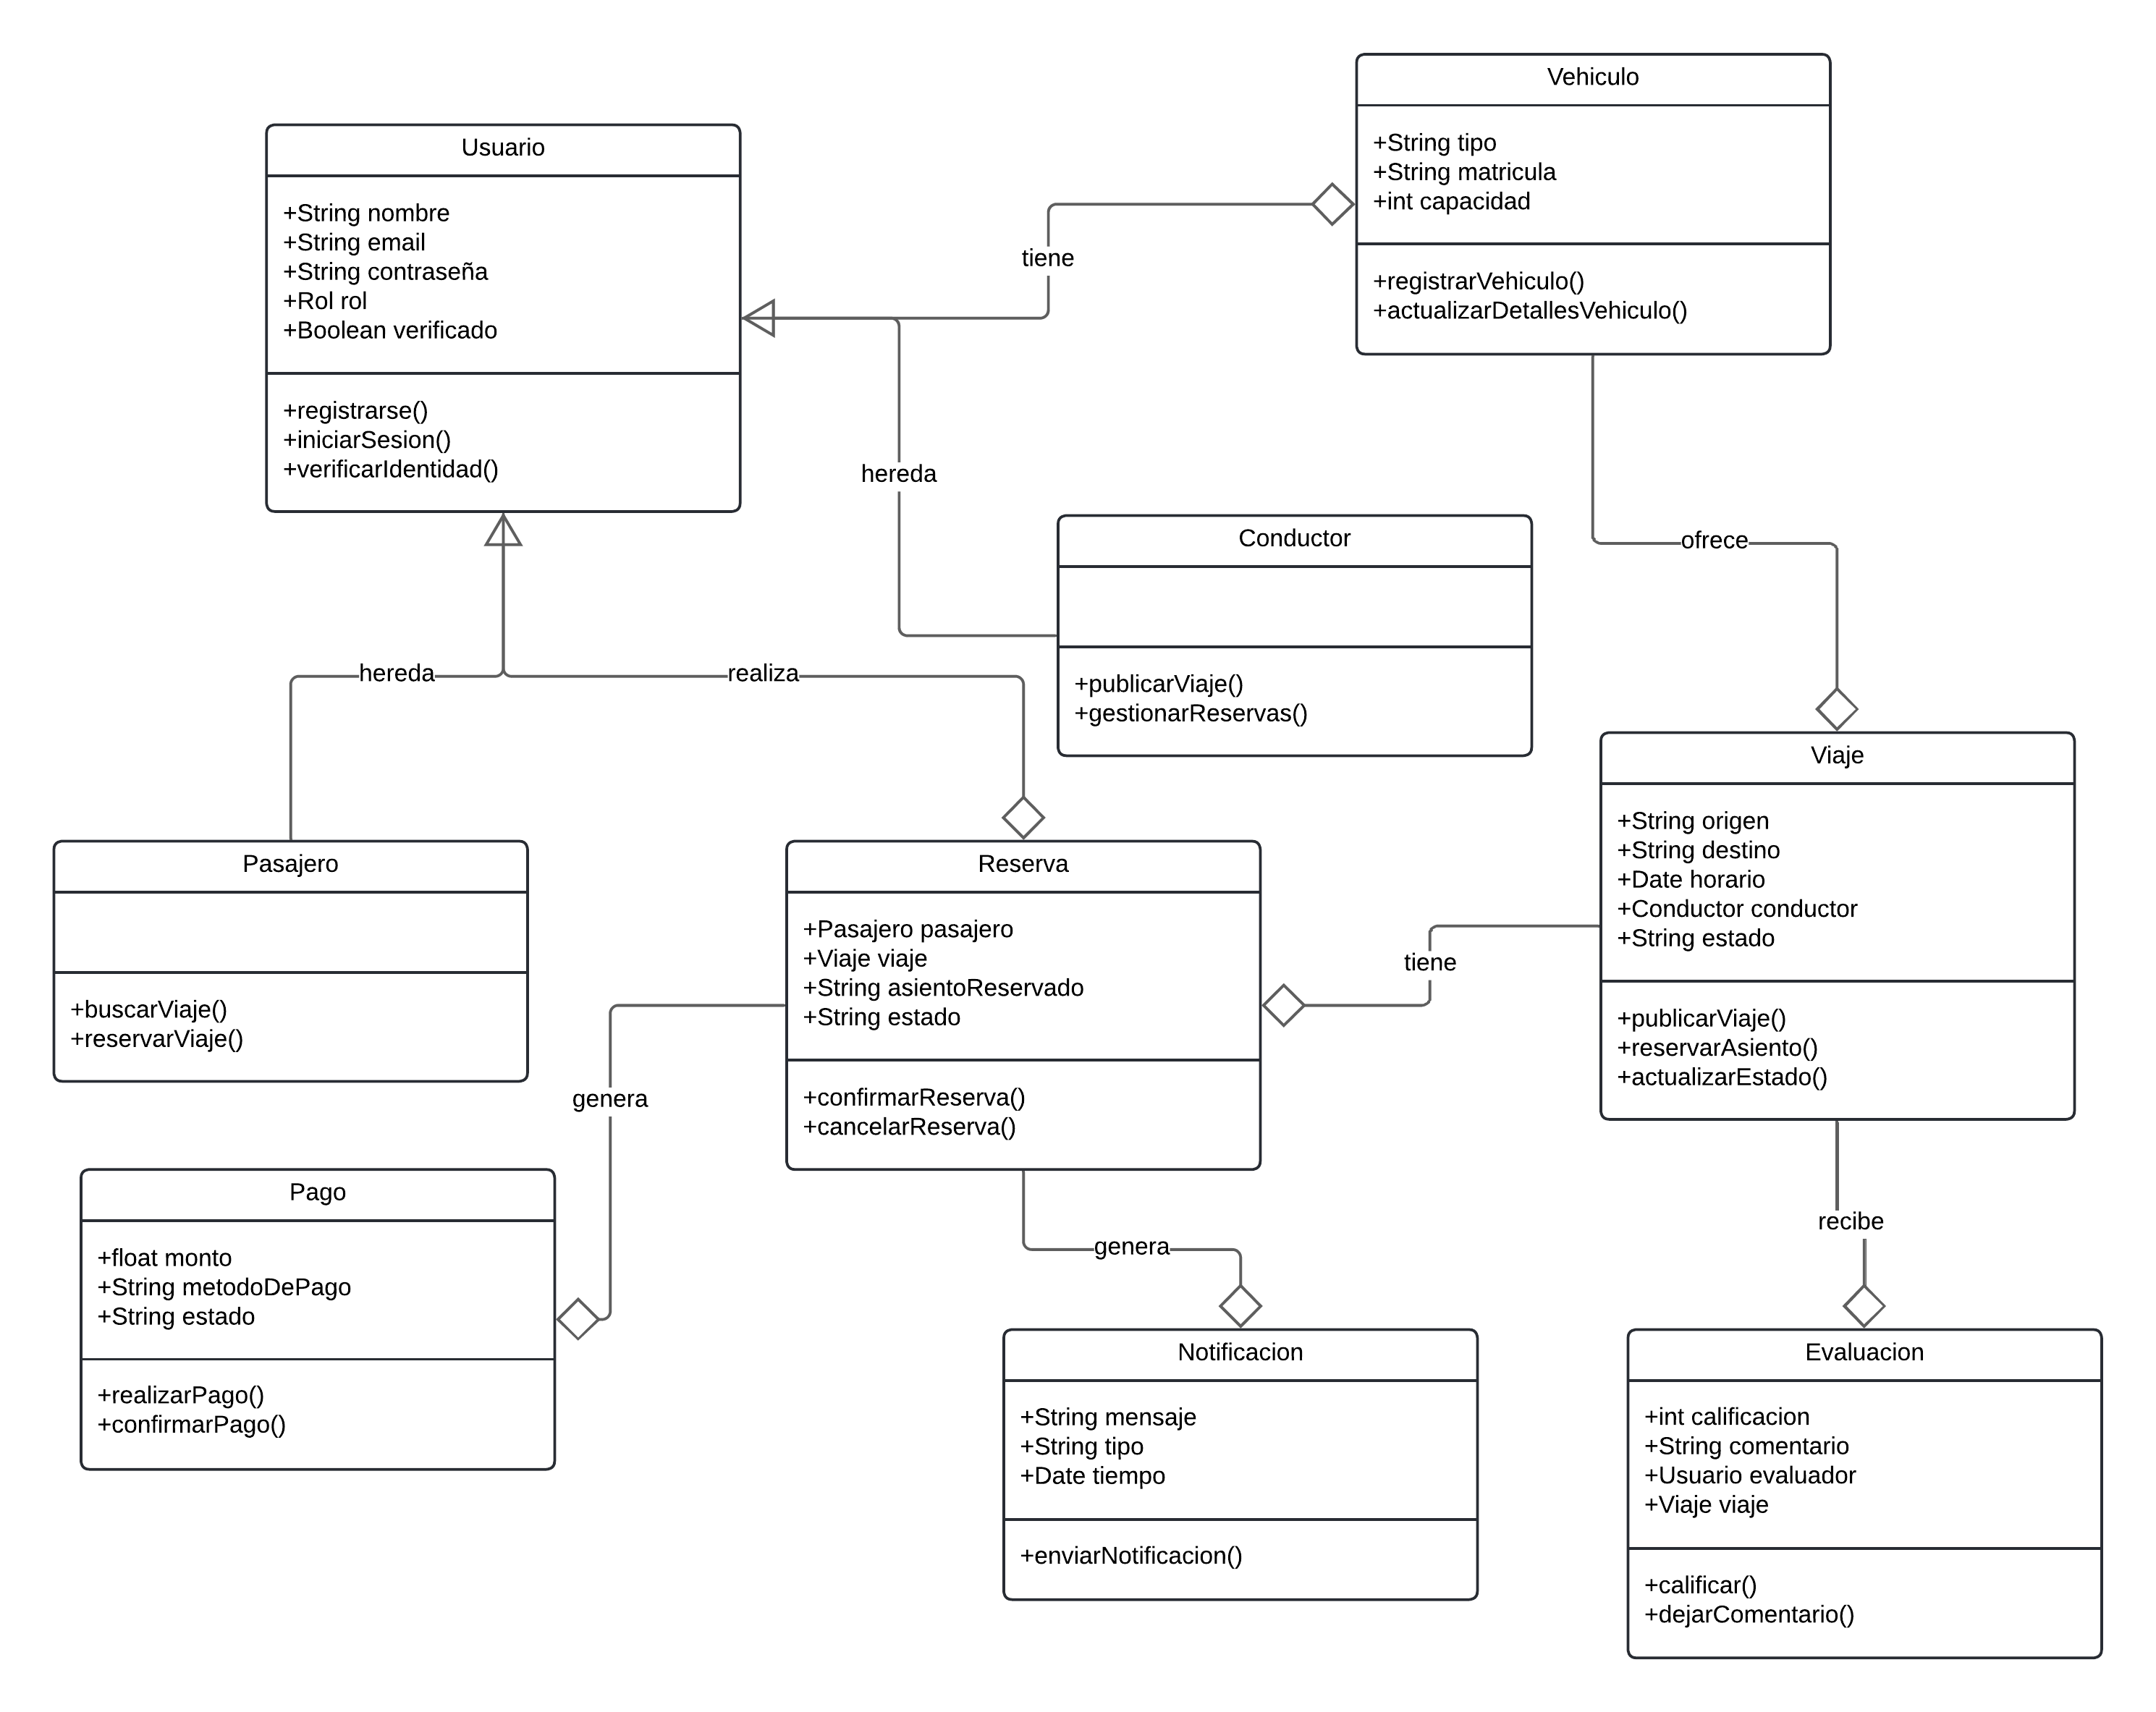 Vehiculo
+String tipo
+String matricula
+int capacidad
+registrarVehiculo()
+actualizarDetallesVehiculo()
Usuario
+String nombre
+String email
+String contraseña
+Rol rol
+Boolean verificado
+registrarse()
+iniciarSesion()
+verificarIdentidad()
tiene
hereda
ofrece
Conductor
+publicarViaje()
+gestionarReservas()
hereda
realiza
Viaje
+String origen
+String destino
+Date horario
+Conductor conductor
+String estado
+publicarViaje()
+reservarAsiento()
+actualizarEstado()
Pasajero
+buscarViaje()
+reservarViaje()
Reserva
+Pasajero pasajero
+Viaje viaje
+String asientoReservado
+String estado
+confirmarReserva()
+cancelarReserva()
tiene
genera
Pago
+float monto
+String metodoDePago
+String estado
+realizarPago()
+confirmarPago()
genera
recibe
Notificacion
+String mensaje
+String tipo
+Date tiempo
+enviarNotificacion()
Evaluacion
+int calificacion
+String comentario
+Usuario evaluador
+Viaje viaje
+calificar()
+dejarComentario()